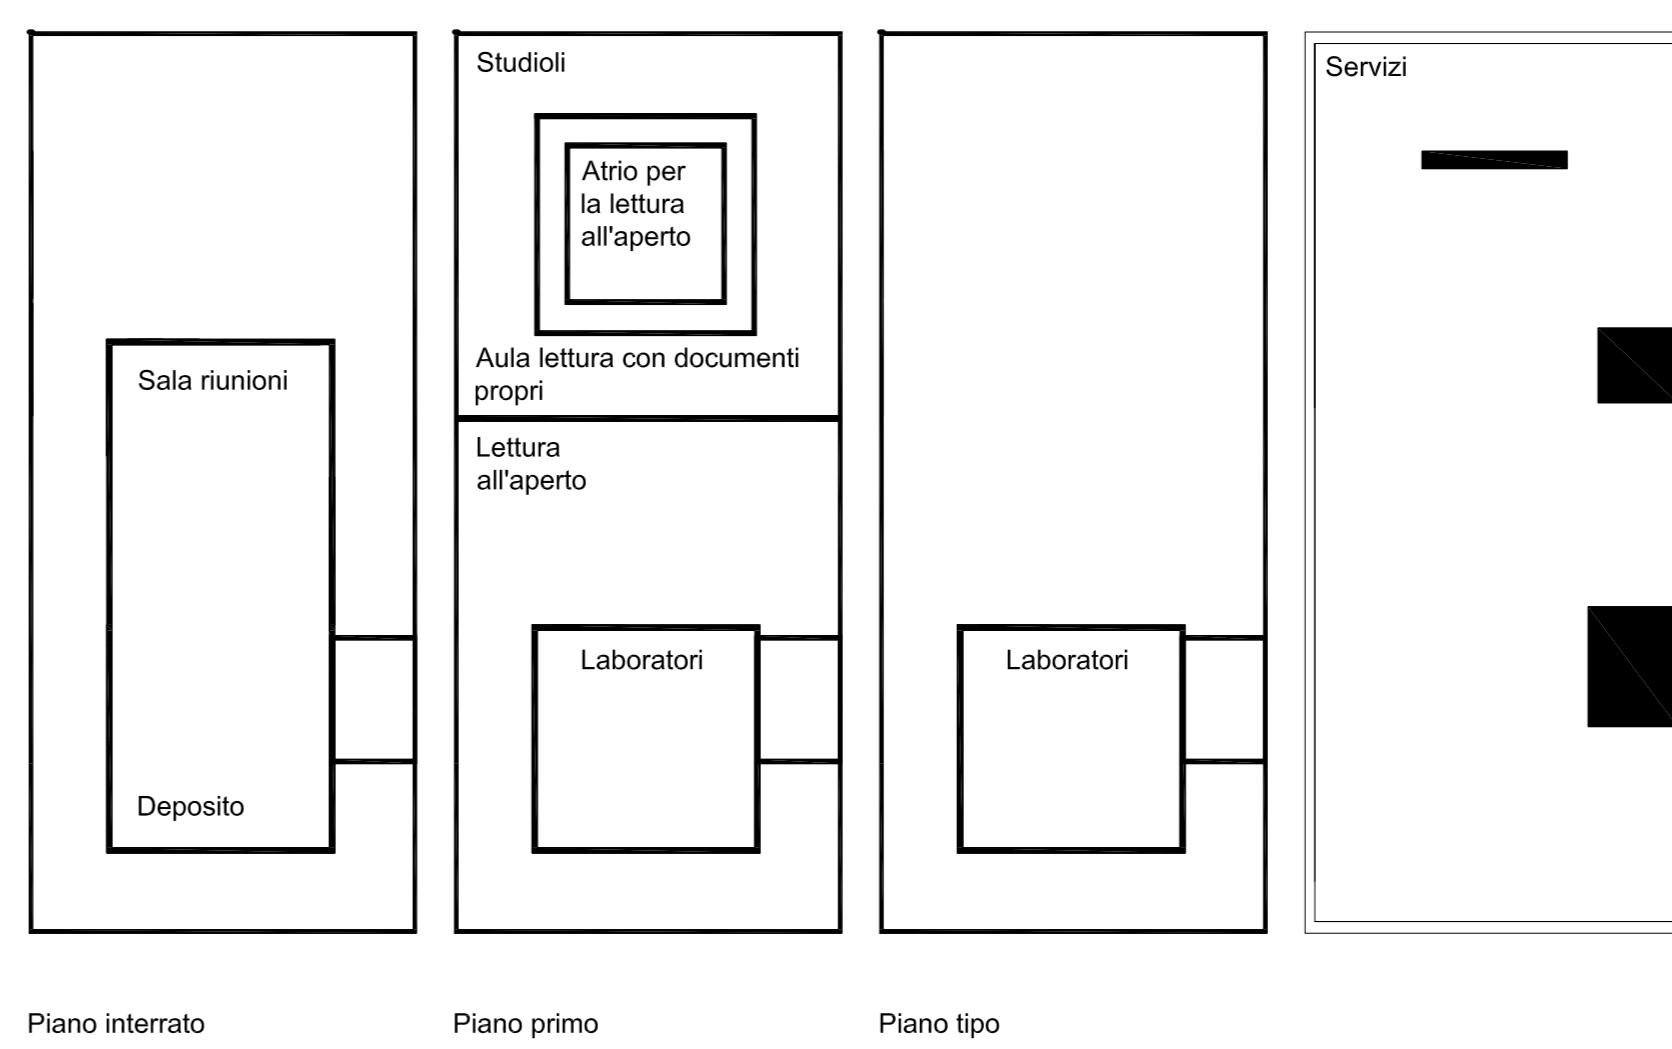 Studioli
Atrio per
la lettura
all'aperto
Aula lettura con documenti
propri
Lettura
all'aperto
Laboratori
Sala riunioni
Deposito
Laboratori
Servizi
Piano interrato
Piano primo
Piano tipo